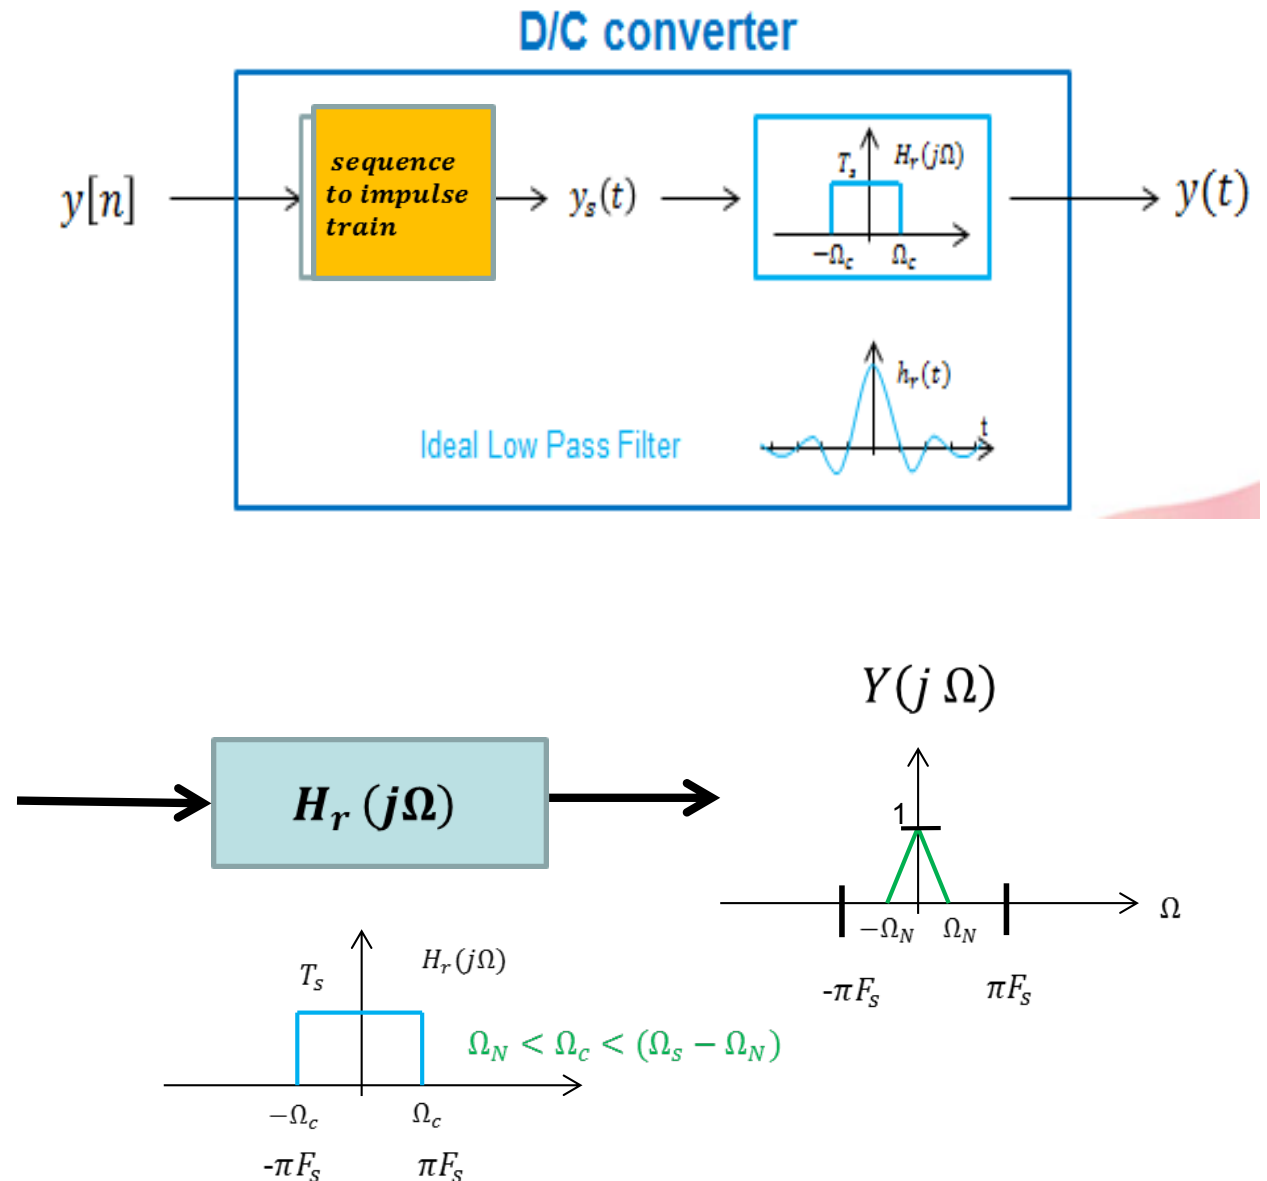 D/C converter
y[n]
sequence
to impulse
train
y_s(t)
T_s
H_r(jΩ)
−Ω_c
Ω_c
y(t)
h_r(t)
t
Ideal Low Pass Filter
Y(j Ω)
H_r (jΩ)
1
Ω
−Ω_N
Ω_N
-πF_s
πF_s
T_s
H_r(jΩ)
Ω_N < Ω_c < (Ω_s − Ω_N)
−Ω_c
Ω_c
-πF_s
πF_s